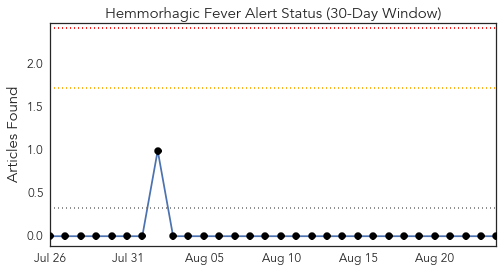 Hemmorhagic Fever Alert Status (30-Day Window)
Articles Found
2.0
1.5
1.0
0.5
0.0
Jul 26 Jul 31 Aug 05 Aug 10 Aug 15 Aug 20